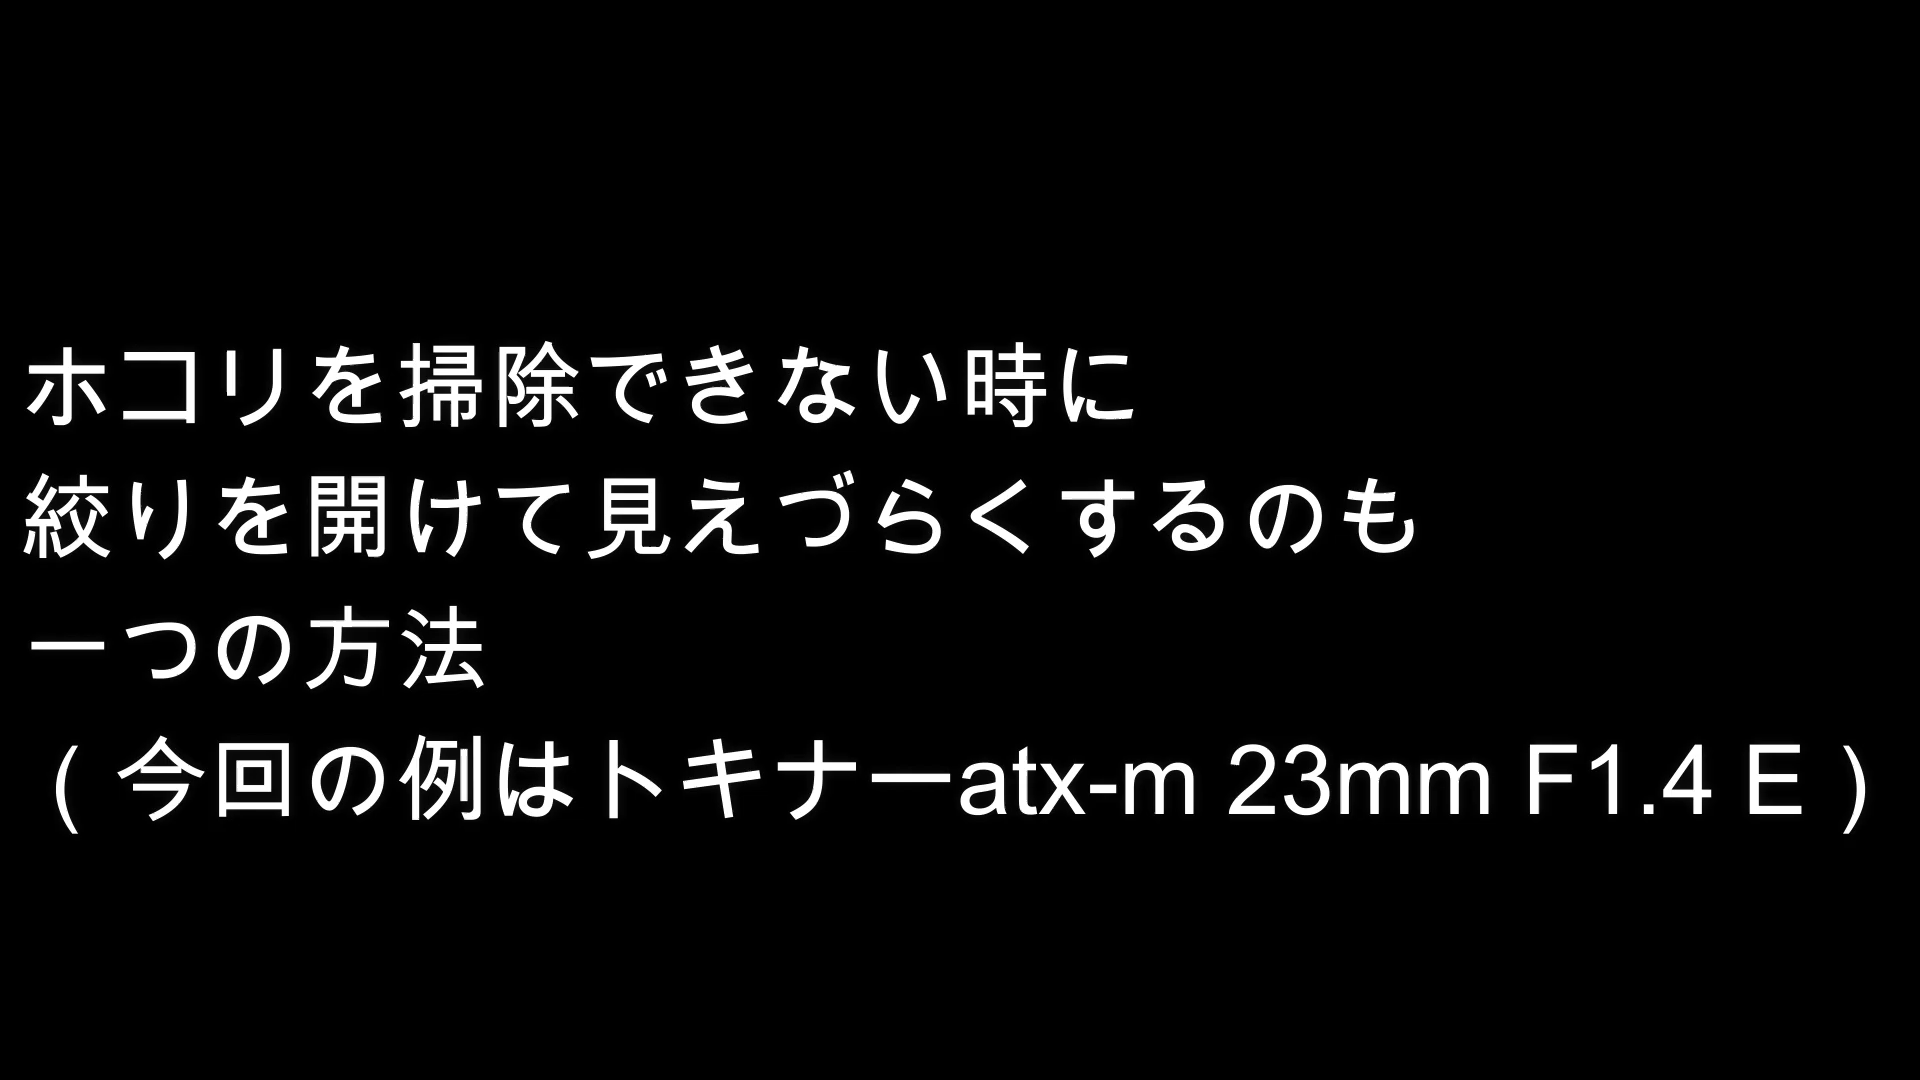 ホコリを掃除できない時に
絞りを開けて見えづらくするのも
一つの方法
( 今回の例はトキナーatx-m 23mm F1.4 E )